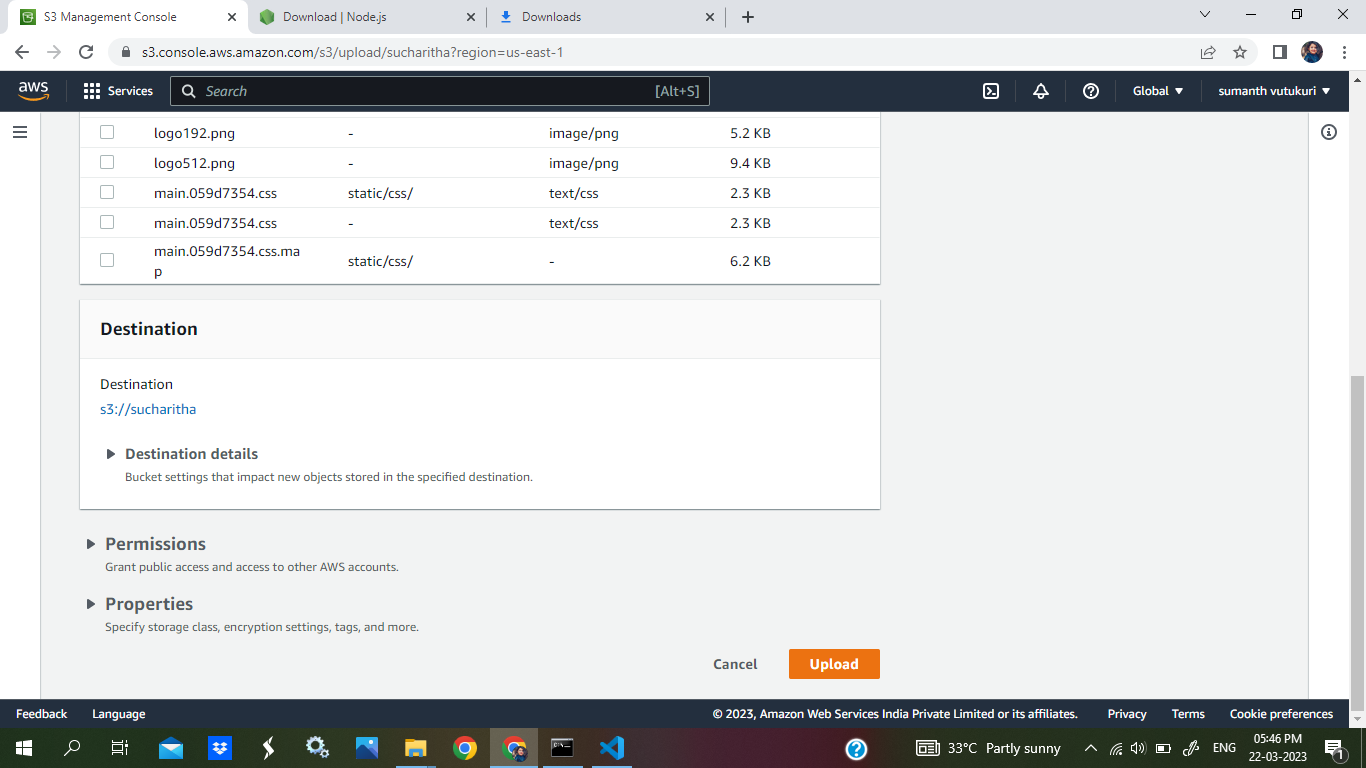 S3 Management Console
Download | Node.js
Downloads
s3.console.aws.amazon.com/s3/upload/sucharitha?region=us-east-1
aws
Services
Search
[Alt+S]
Global
sumanth vutukuri
logo192.png - image/png 5.2 KB
logo512.png - image/png 9.4 KB
main.059d7354.css static/css/ text/css 2.3 KB
main.059d7354.css - text/css 2.3 KB
main.059d7354.css.ma
p
static/css/ - 6.2 KB
Destination
Destination
s3://sucharitha
Destination details
Bucket settings that impact new objects stored in the specified destination.
Permissions
Grant public access and access to other AWS accounts.
Properties
Specify storage class, encryption settings, tags, and more.
Cancel
Upload
Feedback
Language
© 2023, Amazon Web Services India Private Limited or its affiliates.
Privacy
Terms
Cookie preferences
33°C Partly sunny
ENG
05:46 PM
22-03-2023
1